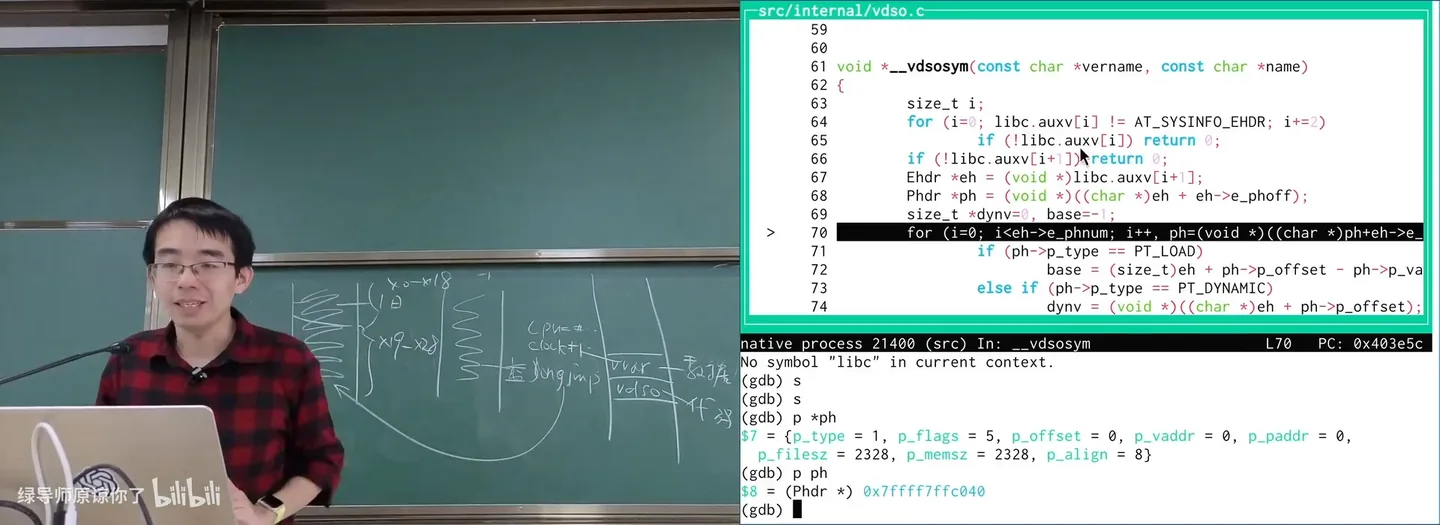 x0-x18
x19-x28
longjmp
vvar
vdso
绿导师原谅你了 bilibili
src/internal/vdso.c
59
60
61 void *__vdsosym(const char *vername, const char *name)
62 {
63 size_t i;
64 for (i=0; libc.auxv[i] != AT_SYSINFO_EHDR; i+=2)
65 if (!libc.auxv[i]) return 0;
66 if (!libc.auxv[i+1]) return 0;
67 Ehdr *eh = (void *)libc.auxv[i+1];
68 Phdr *ph = (void *)((char *)eh + eh->e_phoff);
69 size_t *dynv=0, base=-1;
> 70 for (i=0; i<eh->e_phnum; i++, ph=(void *)((char *)ph+eh->e_
71 if (ph->p_type == PT_LOAD)
72 base = (size_t)eh + ph->p_offset - ph->p_va
73 else if (ph->p_type == PT_DYNAMIC)
74 dynv = (void *)((char *)eh + ph->p_offset);
native process 21400 (src) In: __vdsosym L70 PC: 0x403e5c
No symbol "libc" in current context.
(gdb) s
(gdb) s
(gdb) p *ph
$7 = {p_type = 1, p_flags = 5, p_offset = 0, p_vaddr = 0, p_paddr = 0,
p_filesz = 2328, p_memsz = 2328, p_align = 8}
(gdb) p ph
$8 = (Phdr *) 0x7ffff7ffc040
(gdb)